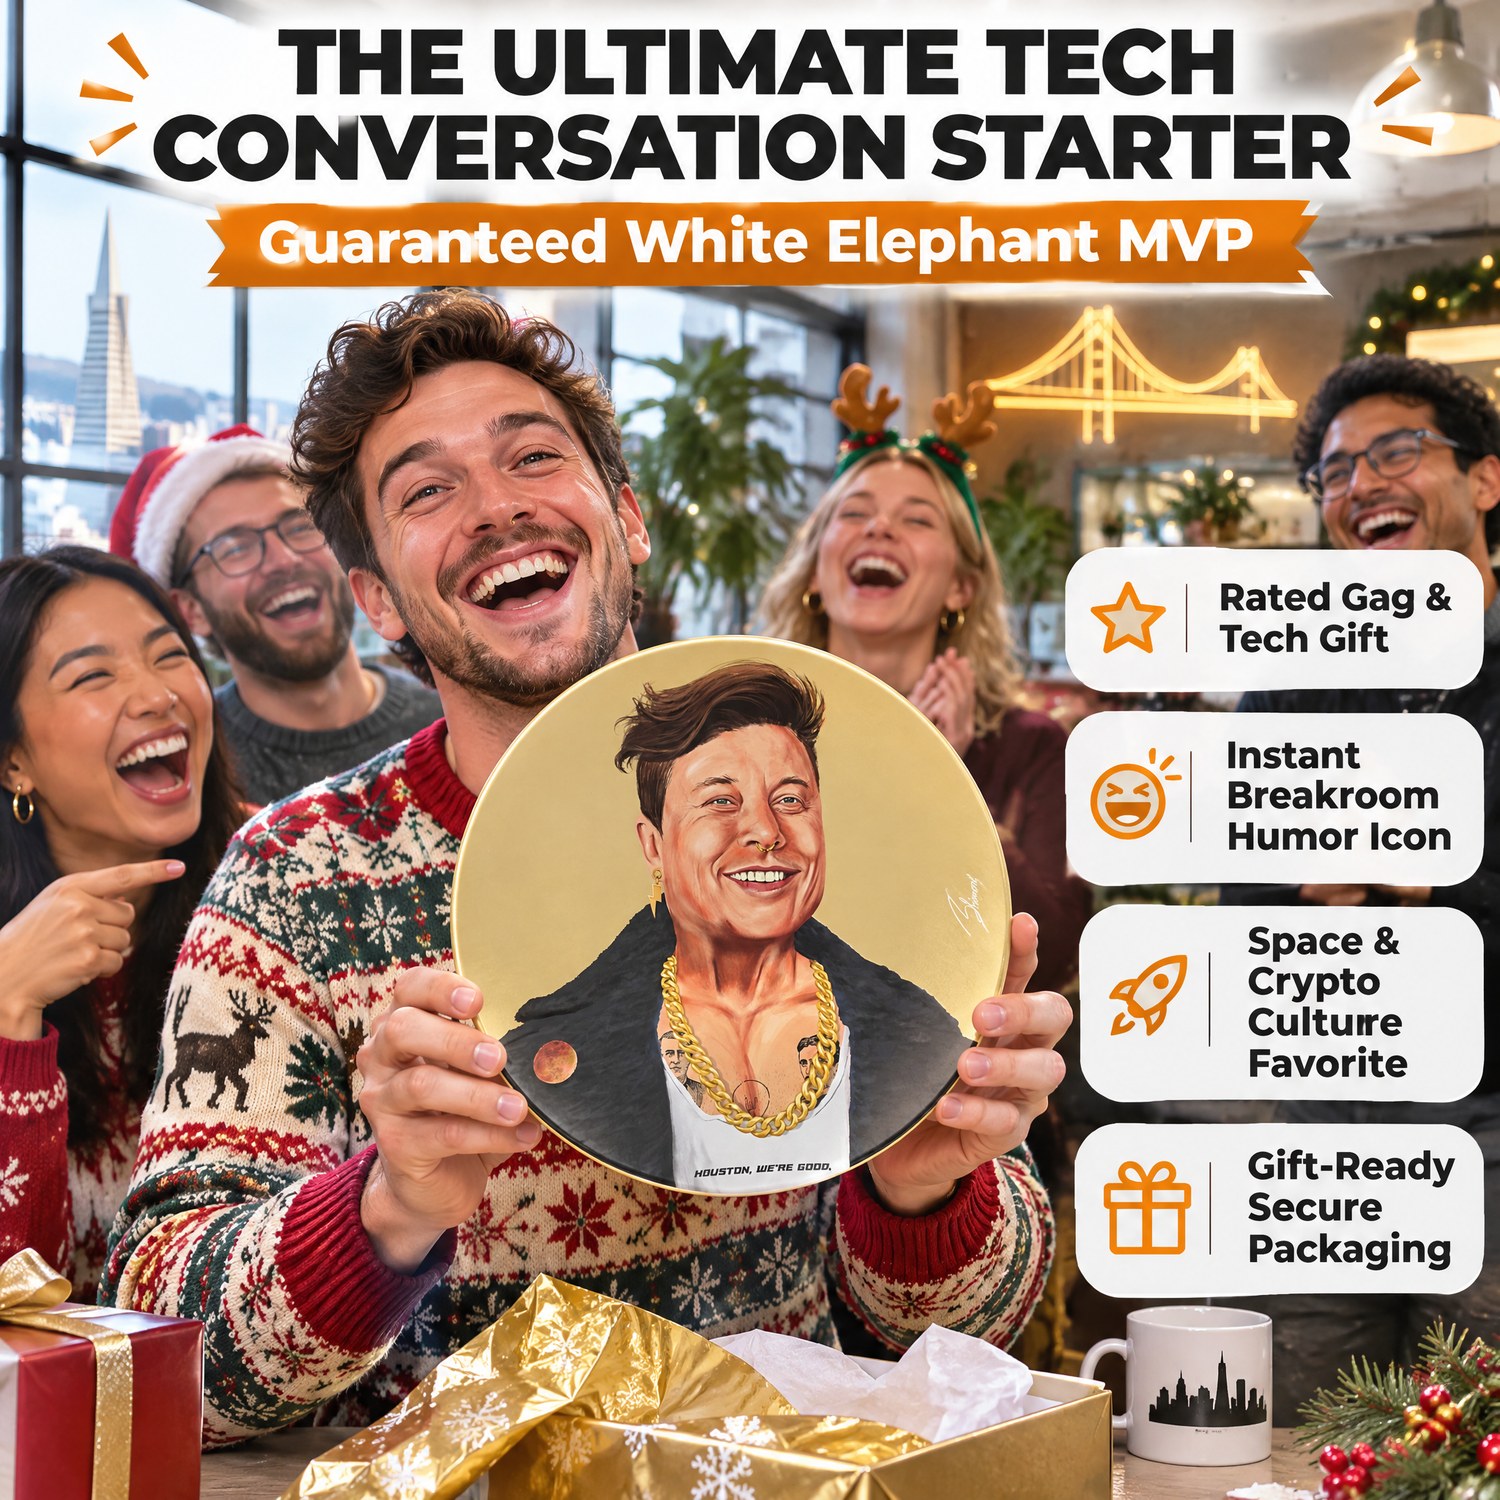 THE ULTIMATE TECH
CONVERSATION STARTER
Guaranteed White Elephant MVP
Rated Gag &
Tech Gift
Instant
Breakroom
Humor Icon
Space &
Crypto
Culture
Favorite
Gift-Ready
Secure
Packaging
HOUSTON, WE'RE GOOD.